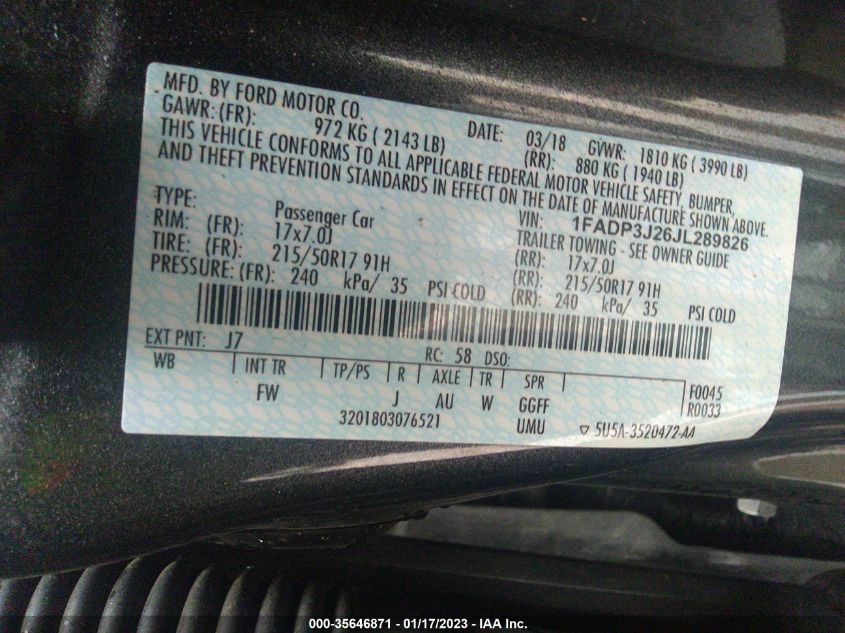 MFD. BY FORD MOTOR CO.
DATE: 03/18 GVWR: 1810 KG ( 3990 LB)
GAWR: (FR): 972 KG ( 2143 LB) (RR): 880 KG ( 1940 LB)
THIS VEHICLE CONFORMS TO ALL APPLICABLE FEDERAL MOTOR VEHICLE SAFETY, BUMPER,
AND THEFT PREVENTION STANDARDS IN EFFECT ON THE DATE OF MANUFACTURE SHOWN ABOVE.
VIN: 1FADP3J26JL289826
TYPE: Passenger Car TRAILER TOWING - SEE OWNER GUIDE
RIM: (FR): 17x7.0J (RR): 17x7.0J
TIRE: (FR): 215/50R17 91H (RR): 215/50R17 91H
PRESSURE: (FR): 240 kPa/ 35 PSI COLD (RR): 240 kPa/ 35 PSI COLD
EXT PNT: J7 RC: 58 DSO:
WB INT TR TP/PS R AXLE TR SPR F0045
FW J AU W GGFF R0033
3201803076521 UMU ▽ 5U5A-3520472-AA
000-35646871 - 01/17/2023 - IAA Inc.